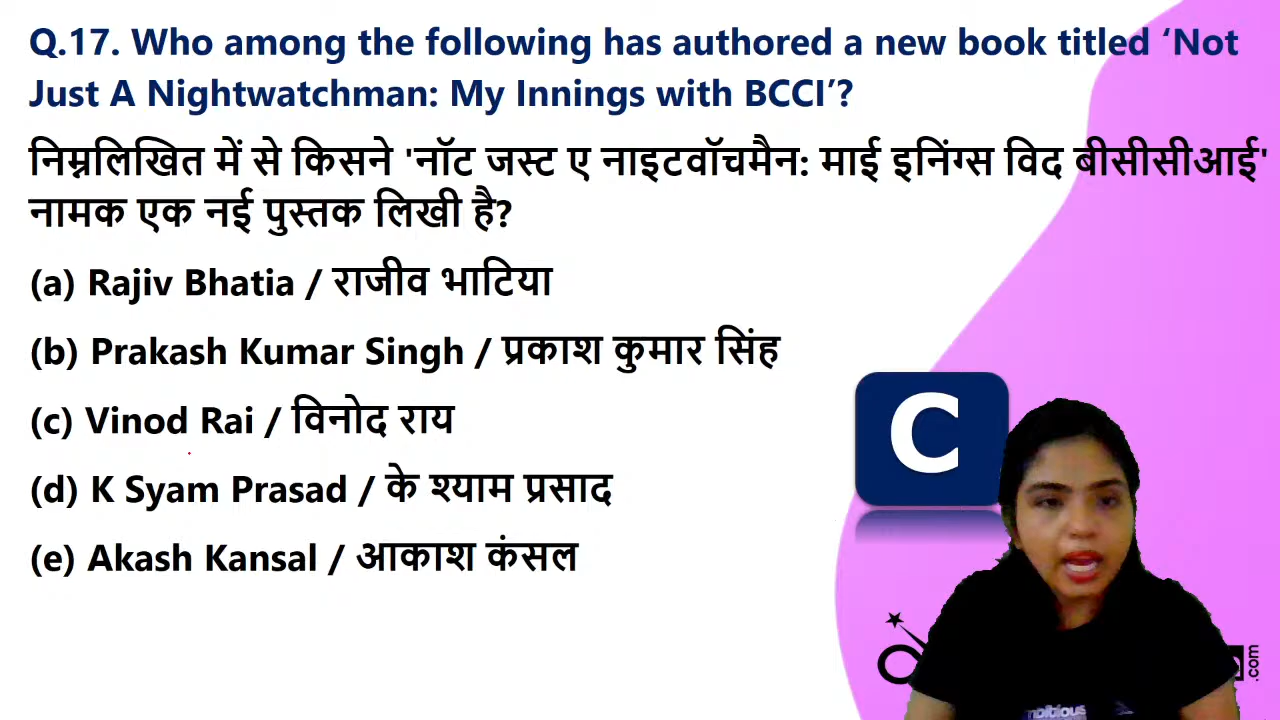 Q.17. Who among the following has authored a new book titled ‘Not
Just A Nightwatchman: My Innings with BCCI’?
निम्नलिखित में से किसने 'नॉट जस्ट ए नाइटवॉचमैन: माई इनिंग्स विद बीसीसीआई'
नामक एक नई पुस्तक लिखी है?
(a) Rajiv Bhatia / राजीव भाटिया
(b) Prakash Kumar Singh / प्रकाश कुमार सिंह
(c) Vinod Rai / विनोद राय
C
(d) K Syam Prasad / के श्याम प्रसाद
(e) Akash Kansal / आकाश कंसल
.com